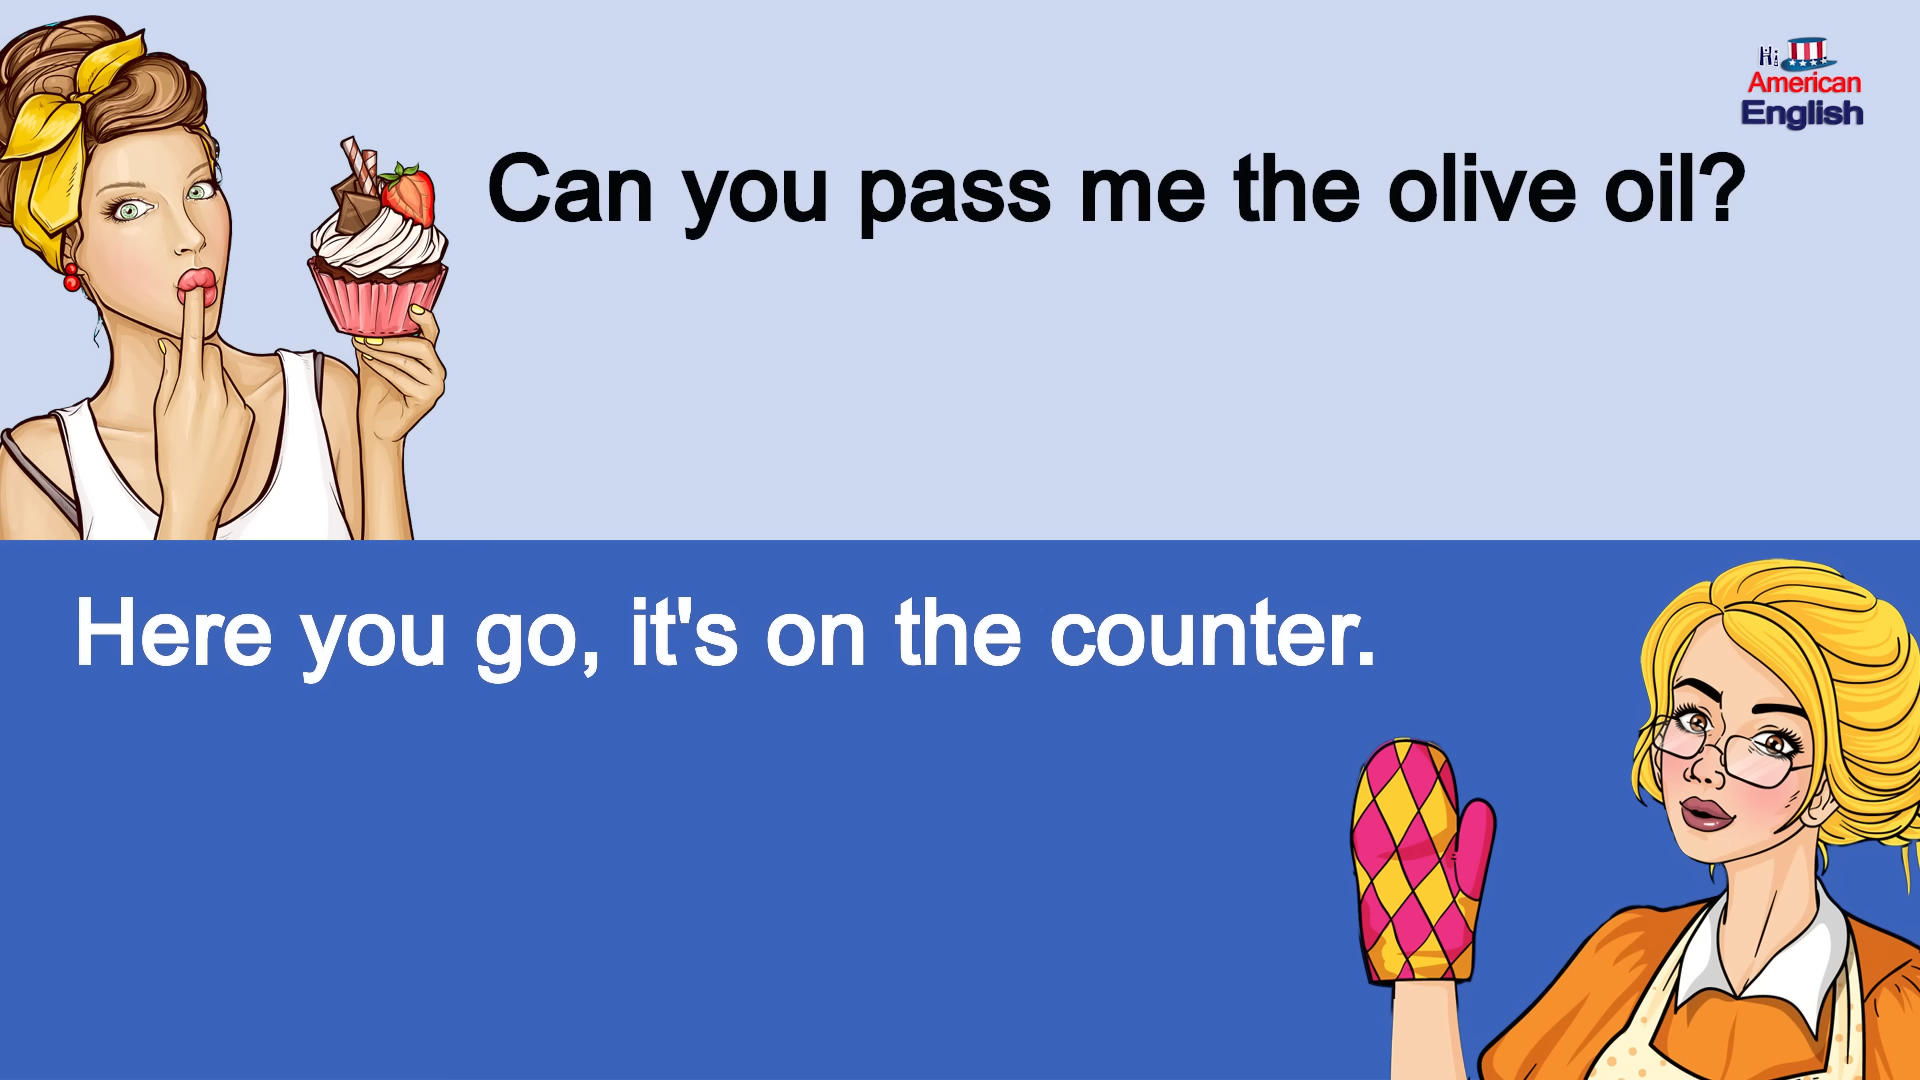 Hi
American
English
Can you pass me the olive oil?
Here you go, it's on the counter.